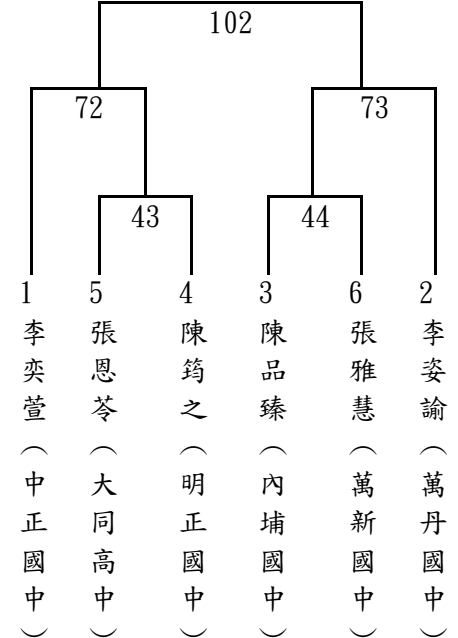 102
72
73
43
44
1
李奕萱（中正國中）
5
張恩苓（大同高中）
4
陳筠之（明正國中）
3
陳品臻（內埔國中）
6
張雅慧（萬新國中）
2
李姿諭（萬丹國中）